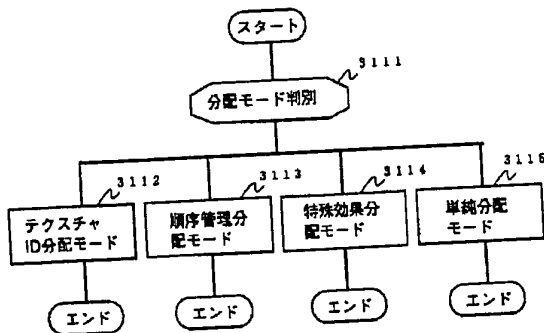 スタート
3111
分配モード判別
3112
3113
3114
3115
テクスチャ
ID分配モード
順序管理分
配モード
特殊効果分
配モード
単純分配
モード
エンド
エンド
エンド
エンド